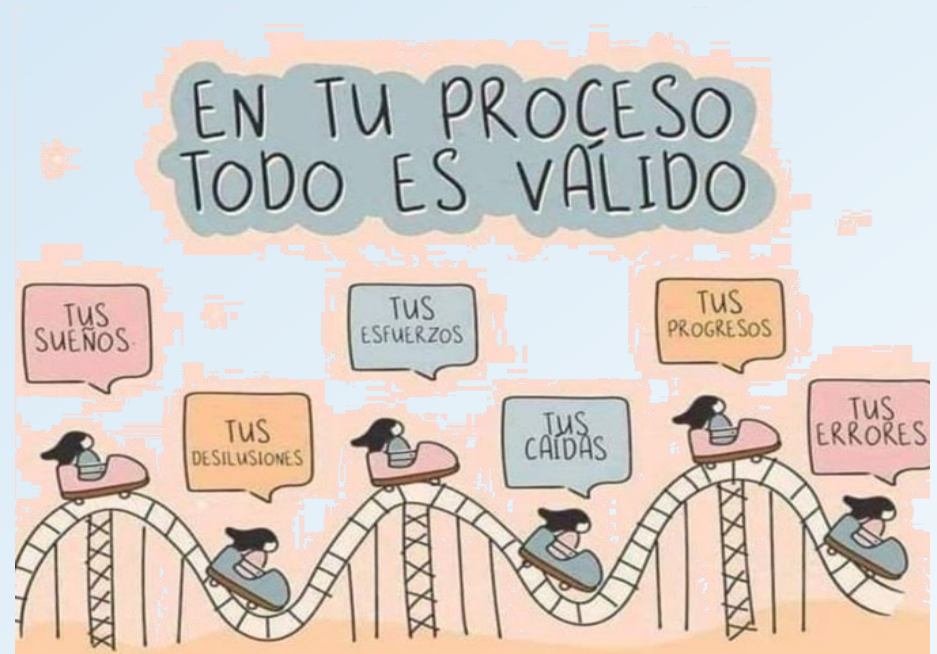 EN TU PROCESO
TODO ES VÁLIDO
TUS
SUEÑOS.
TUS
DESILUSIONES
TUS
ESFUERZOS
TUS
CAÍDAS
TUS
PROGRESOS
TUS
ERRORES